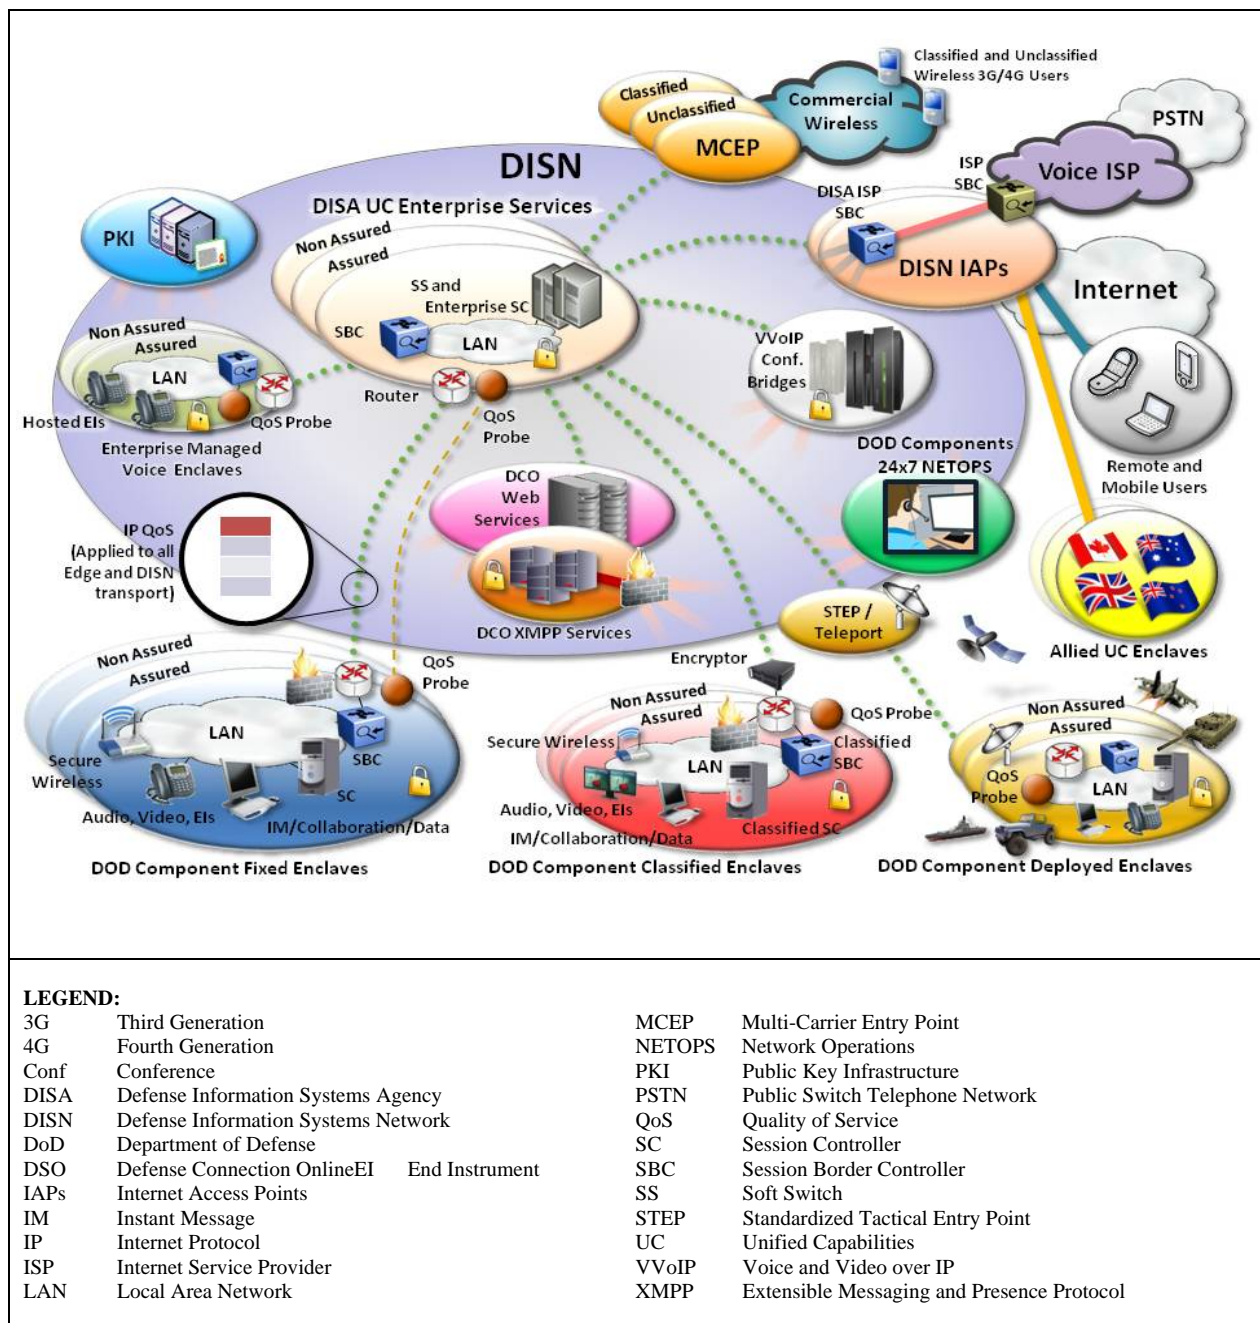 Classified and Unclassified
Wireless 3G/4G Users
Classified
Unclassified
MCEP
Commercial
Wireless
PSTN
Voice ISP
ISP
SBC
DISN
DISA UC Enterprise Services
DISA ISP
SBC
DISN IAPs
Internet
PKI
Non Assured
Assured
SS and
Enterprise SC
SBC
LAN
Router
QoS
Probe
Non Assured
Assured
LAN
Hosted EIs
QoS Probe
Enterprise Managed
Voice Enclaves
VVoIP
Conf.
Bridges
DOD Components
24x7 NETOPS
Remote and
Mobile Users
IP QoS
(Applied to all
Edge and DISN
transport)
DCO
Web
Services
DCO XMPP Services
STEP /
Teleport
Allied UC Enclaves
Non Assured
Assured
QoS
Probe
LAN
Secure
Wireless
SBC
SC
Audio, Video, EIs
IM/Collaboration/Data
DOD Component Fixed Enclaves
Encryptor
Non Assured
Assured
QoS Probe
Secure Wireless
LAN
Classified
SBC
Audio, Video, EIs
IM/Collaboration/Data
Classified SC
DOD Component Classified Enclaves
Non Assured
Assured
QoS
Probe
LAN
DOD Component Deployed Enclaves
LEGEND:
3G Third Generation
4G Fourth Generation
Conf Conference
DISA Defense Information Systems Agency
DISN Defense Information Systems Network
DoD Department of Defense
DSO Defense Connection OnlineEI End Instrument
IAPs Internet Access Points
IM Instant Message
IP Internet Protocol
ISP Internet Service Provider
LAN Local Area Network
MCEP Multi-Carrier Entry Point
NETOPS Network Operations
PKI Public Key Infrastructure
PSTN Public Switch Telephone Network
QoS Quality of Service
SC Session Controller
SBC Session Border Controller
SS Soft Switch
STEP Standardized Tactical Entry Point
UC Unified Capabilities
VVoIP Voice and Video over IP
XMPP Extensible Messaging and Presence Protocol